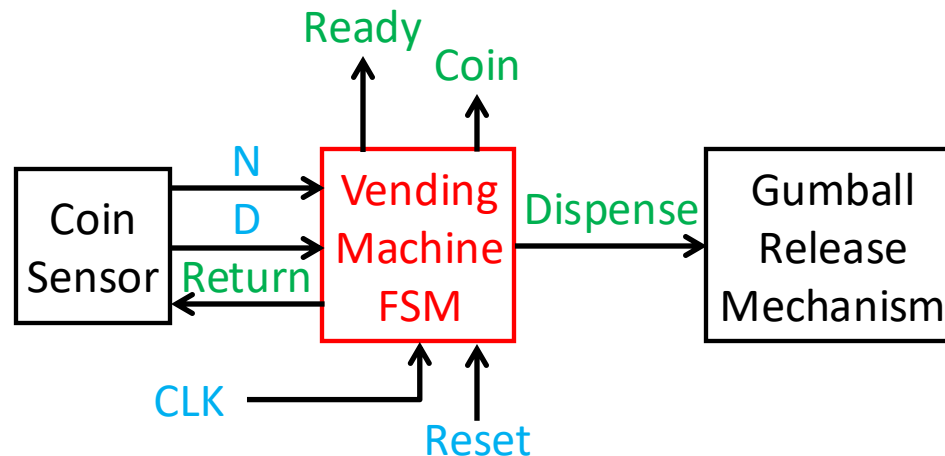 Ready
Coin
N
D
Return
Coin
Sensor
Vending
Machine
FSM
Dispense
Gumball
Release
Mechanism
CLK
Reset